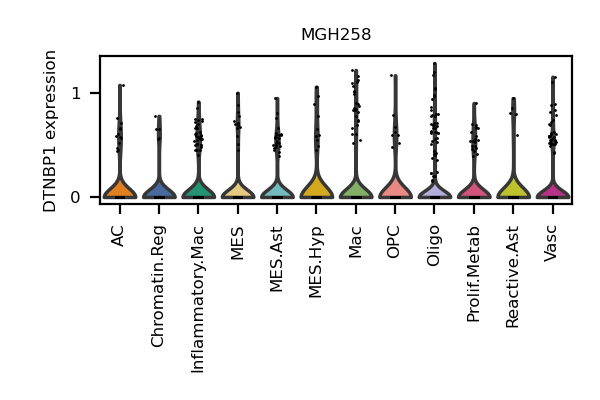 MGH258
DTNBP1 expression
1
0
AC
Chromatin.Reg
Inflammatory.Mac
MES
MES.Ast
MES.Hyp
Mac
OPC
Oligo
Prolif.Metab
Reactive.Ast
Vasc